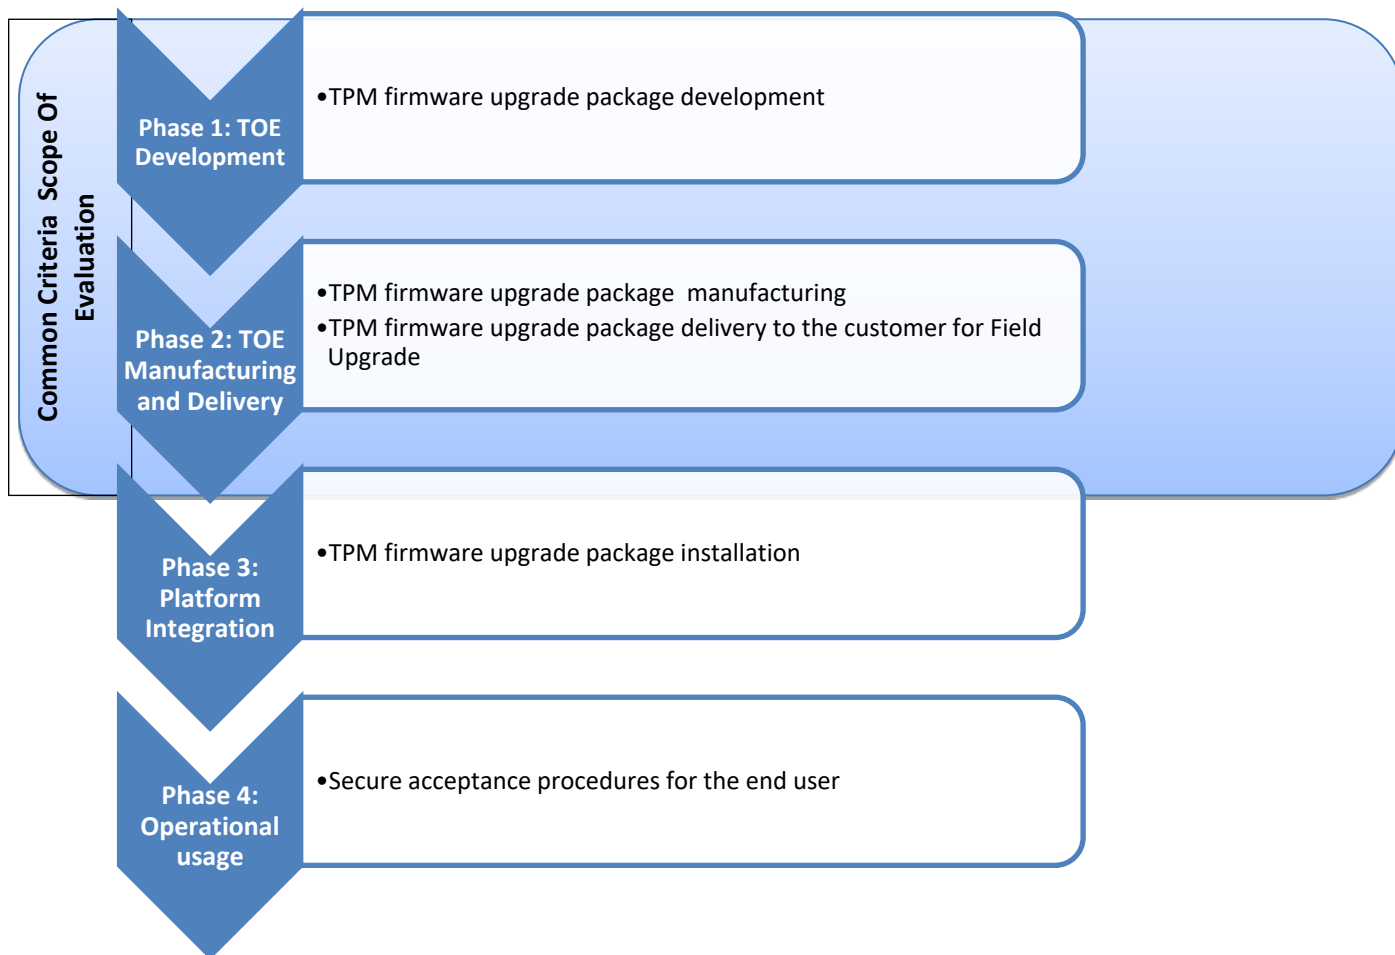 Common Criteria  Scope Of
Evaluation
Phase 1: TOE
Development
•TPM firmware upgrade package development
Phase 2: TOE
Manufacturing
and Delivery
•TPM firmware upgrade package  manufacturing
•TPM firmware upgrade package delivery to the customer for Field
Upgrade
Phase 3:
Platform
Integration
•TPM firmware upgrade package installation
Phase 4:
Operational
usage
•Secure acceptance procedures for the end user